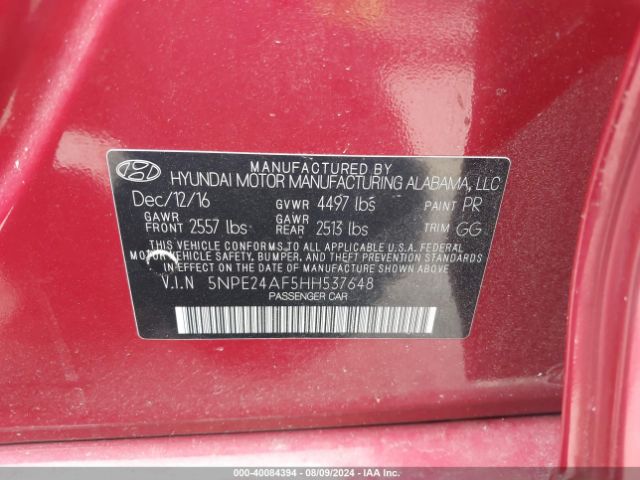 MANUFACTURED BY
HYUNDAI MOTOR MANUFACTURING ALABAMA, LLC
Dec/12/16 GVWR 4497 lbs PAINT PR
GAWR FRONT 2557 lbs GAWR REAR 2513 lbs TRIM GG
THIS VEHICLE CONFORMS TO ALL APPLICABLE U.S.A. FEDERAL
MOTOR VEHICLE SAFETY, BUMPER, AND THEFT PREVENTION STANDARDS
IN EFFECT ON THE DATE OF MANUFACTURE SHOWN ABOVE.
V.I.N 5NPE24AF5HH537648
PASSENGER CAR
000-40084394 - 08/09/2024 - IAA Inc.